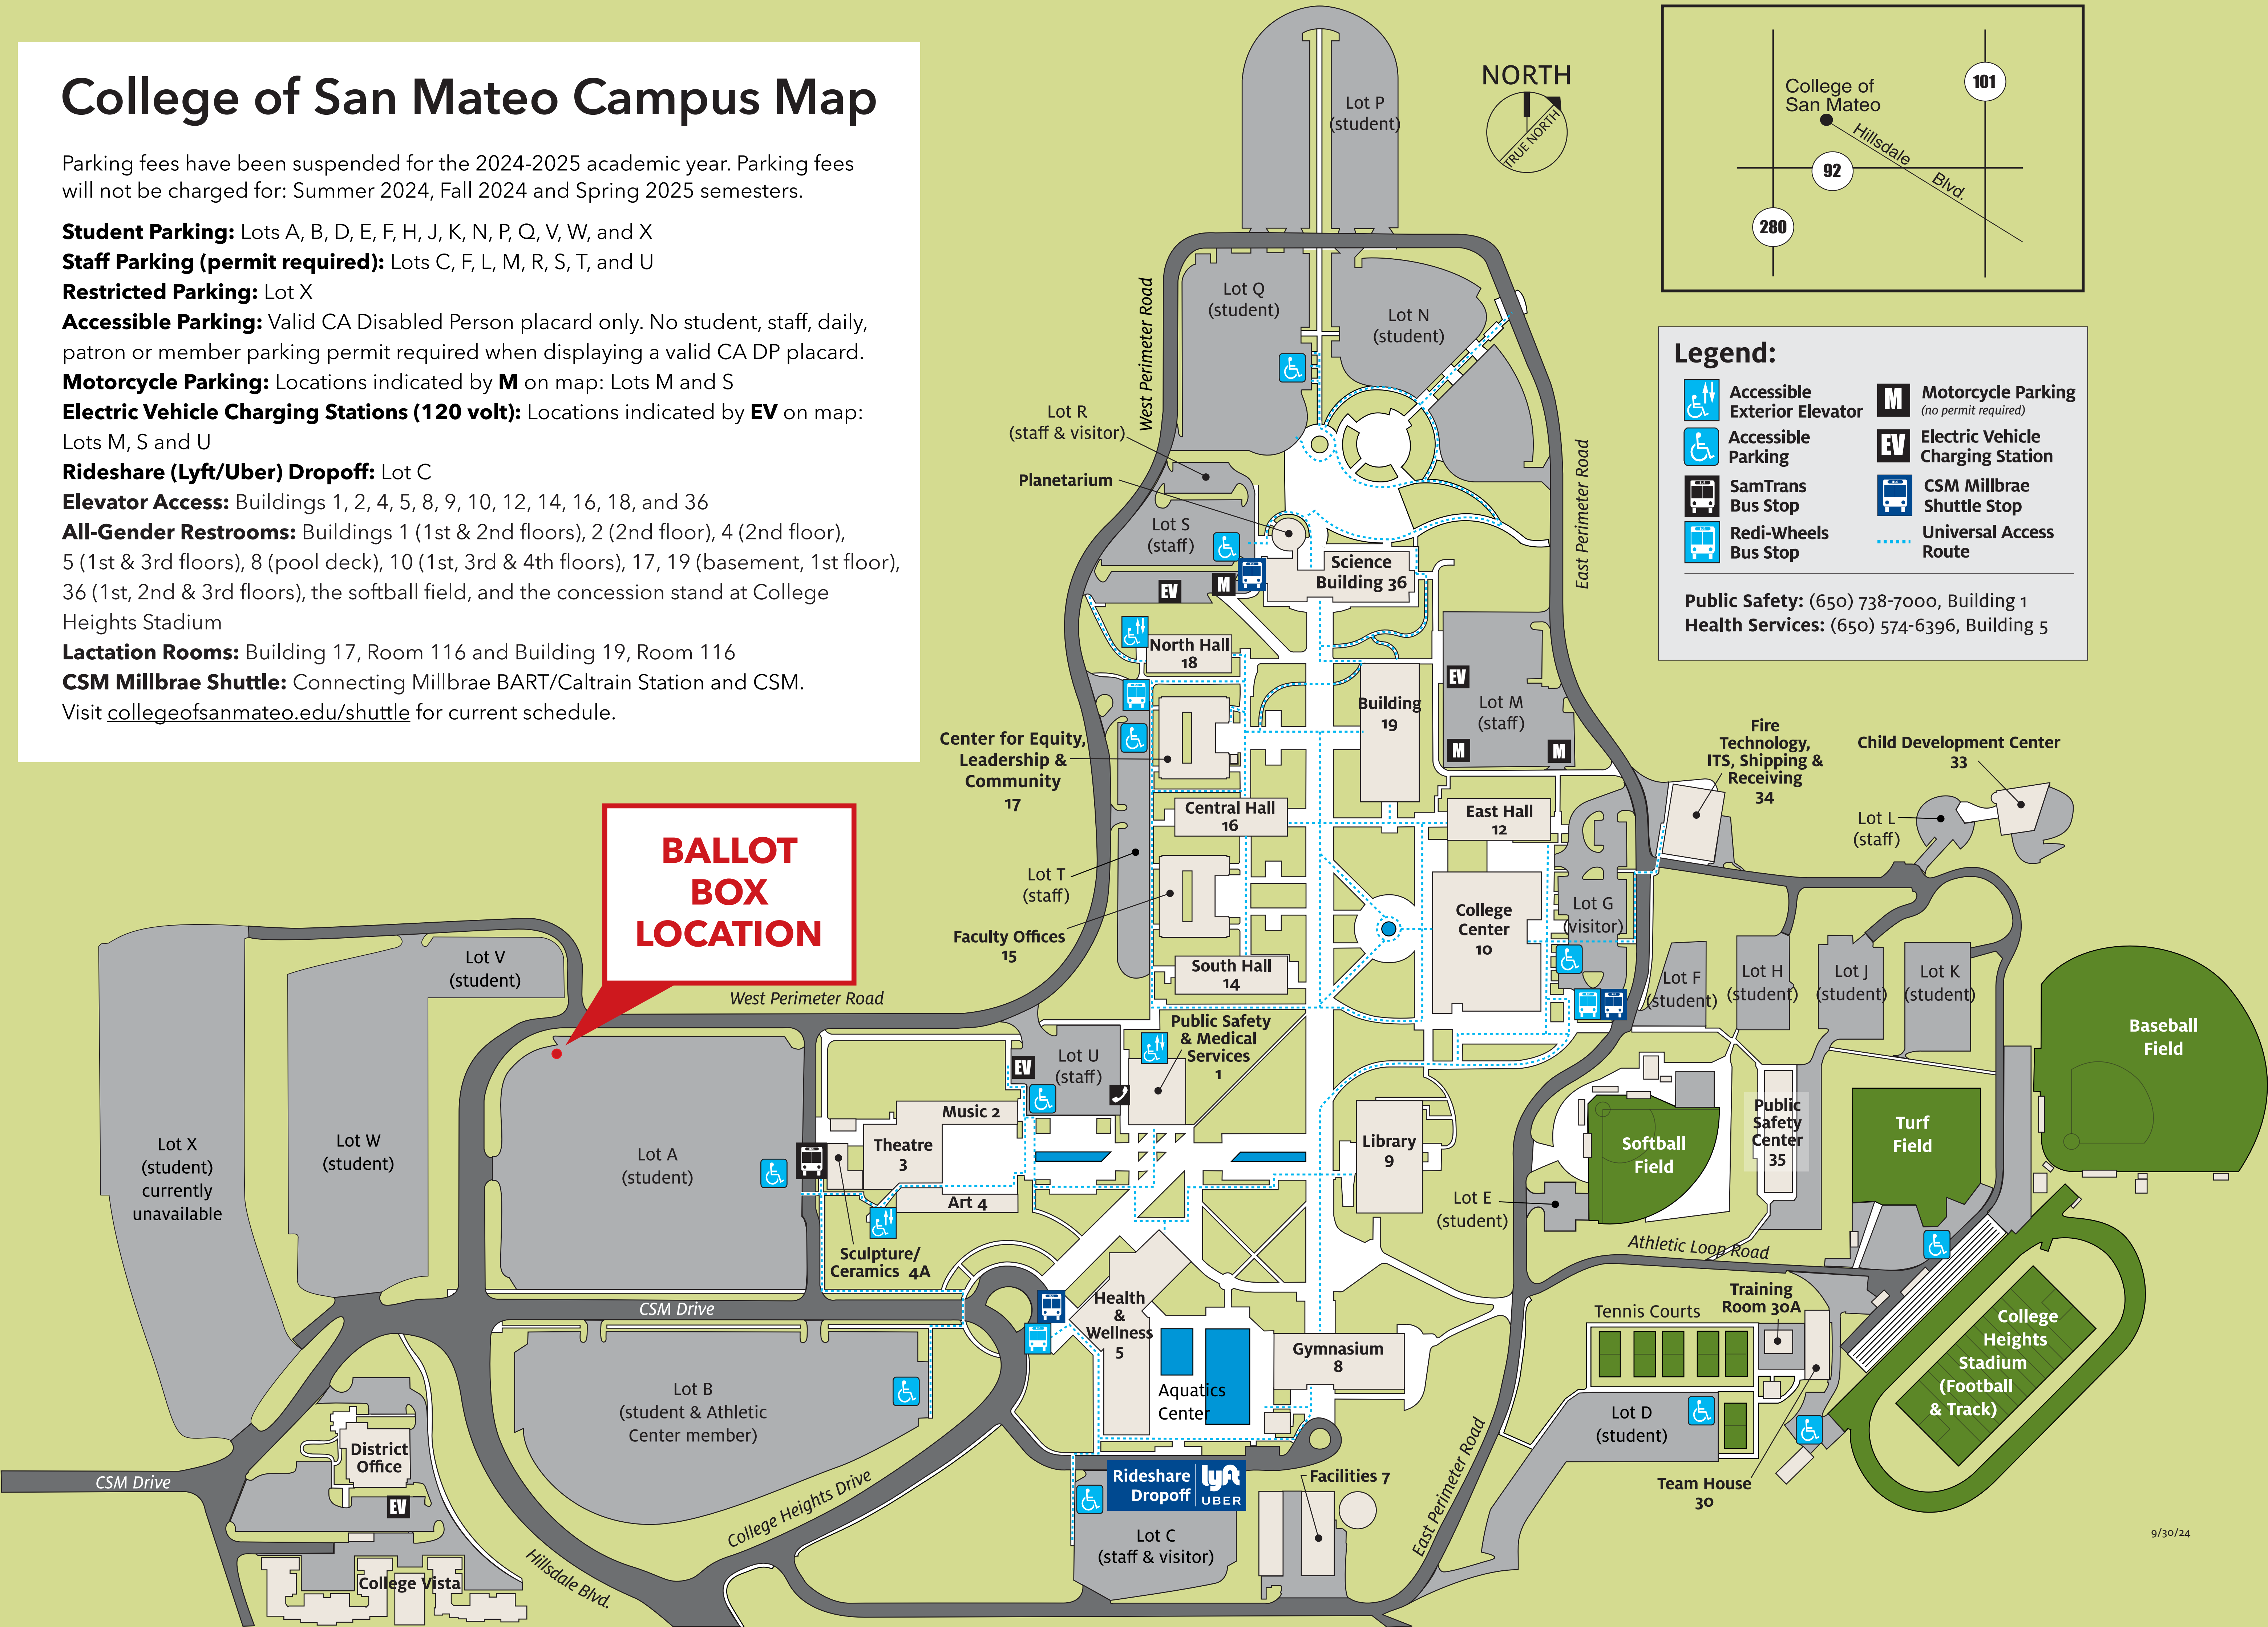 College of San Mateo Campus Map
Parking fees have been suspended for the 2024-2025 academic year. Parking fees
will not be charged for: Summer 2024, Fall 2024 and Spring 2025 semesters.
Student Parking: Lots A, B, D, E, F, H, J, K, N, P, Q, V, W, and X
Staff Parking (permit required): Lots C, F, L, M, R, S, T, and U
Restricted Parking: Lot X
Accessible Parking: Valid CA Disabled Person placard only. No student, staff, daily,
patron or member parking permit required when displaying a valid CA DP placard.
Motorcycle Parking: Locations indicated by M on map: Lots M and S
Electric Vehicle Charging Stations (120 volt): Locations indicated by EV on map:
Lots M, S and U
Rideshare (Lyft/Uber) Dropoff: Lot C
Elevator Access: Buildings 1, 2, 4, 5, 8, 9, 10, 12, 14, 16, 18, and 36
All-Gender Restrooms: Buildings 1 (1st & 2nd floors), 2 (2nd floor), 4 (2nd floor),
5 (1st & 3rd floors), 8 (pool deck), 10 (1st, 3rd & 4th floors), 17, 19 (basement, 1st floor),
36 (1st, 2nd & 3rd floors), the softball field, and the concession stand at College
Heights Stadium
Lactation Rooms: Building 17, Room 116 and Building 19, Room 116
CSM Millbrae Shuttle: Connecting Millbrae BART/Caltrain Station and CSM.
Visit collegeofsanmateo.edu/shuttle for current schedule.
NORTH
TRUE NORTH
College of
San Mateo
101
Hillsdale
Blvd.
92
280
Legend:
Accessible
Exterior Elevator
Accessible
Parking
SamTrans
Bus Stop
Redi-Wheels
Bus Stop
M
Motorcycle Parking
(no permit required)
EV
Electric Vehicle
Charging Station
CSM Millbrae
Shuttle Stop
Universal Access
Route
Public Safety: (650) 738-7000, Building 1
Health Services: (650) 574-6396, Building 5
Lot P
(student)
Lot Q
(student)
Lot N
(student)
West Perimeter Road
East Perimeter Road
Lot R
(staff & visitor)
Planetarium
Lot S
(staff)
Science
Building 36
EV
M
North Hall
18
Building
19
EV
Lot M
(staff)
M
M
Center for Equity,
Leadership &
Community
17
Central Hall
16
East Hall
12
Fire
Technology,
ITS, Shipping &
Receiving
34
Child Development Center
33
Lot L
(staff)
Lot T
(staff)
Faculty Offices
15
South Hall
14
College
Center
10
Lot G
(visitor)
Lot F
(student)
Lot H
(student)
Lot J
(student)
Lot K
(student)
Baseball
Field
BALLOT
BOX
LOCATION
Lot V
(student)
West Perimeter Road
Public Safety
& Medical
Services
1
EV
Lot U
(staff)
Music 2
Theatre
3
Art 4
Sculpture/
Ceramics 4A
Lot X
(student)
currently
unavailable
Lot W
(student)
Lot A
(student)
Library
9
Softball
Field
Public
Safety
Center
35
Turf
Field
Lot E
(student)
Athletic Loop Road
Training
Room 30A
Tennis Courts
College
Heights
Stadium
(Football
& Track)
CSM Drive
Health
&
Wellness
5
Aquatics
Center
Gymnasium
8
Lot B
(student & Athletic
Center member)
Lot D
(student)
Team House
30
District
Office
EV
CSM Drive
College Vista
Hillsdale Blvd.
College Heights Drive
Rideshare
Dropoff
lyft
UBER
Facilities 7
Lot C
(staff & visitor)
East Perimeter Road
9/30/24